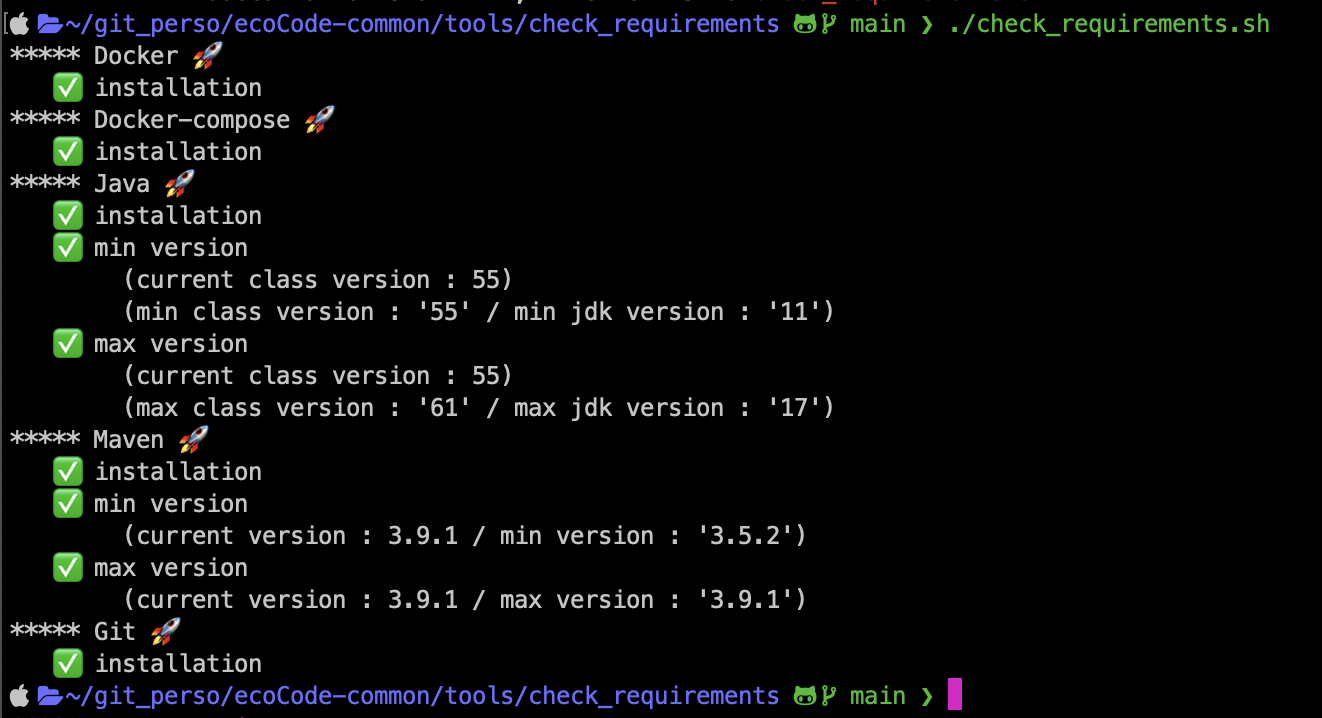 ~/git_perso/ecoCode-common/tools/check_requirements main ❯ ./check_requirements.sh
***** Docker 🚀
✅ installation
***** Docker-compose 🚀
✅ installation
***** Java 🚀
✅ installation
✅ min version
(current class version : 55)
(min class version : '55' / min jdk version : '11')
✅ max version
(current class version : 55)
(max class version : '61' / max jdk version : '17')
***** Maven 🚀
✅ installation
✅ min version
(current version : 3.9.1 / min version : '3.5.2')
✅ max version
(current version : 3.9.1 / max version : '3.9.1')
***** Git 🚀
✅ installation
~/git_perso/ecoCode-common/tools/check_requirements main ❯